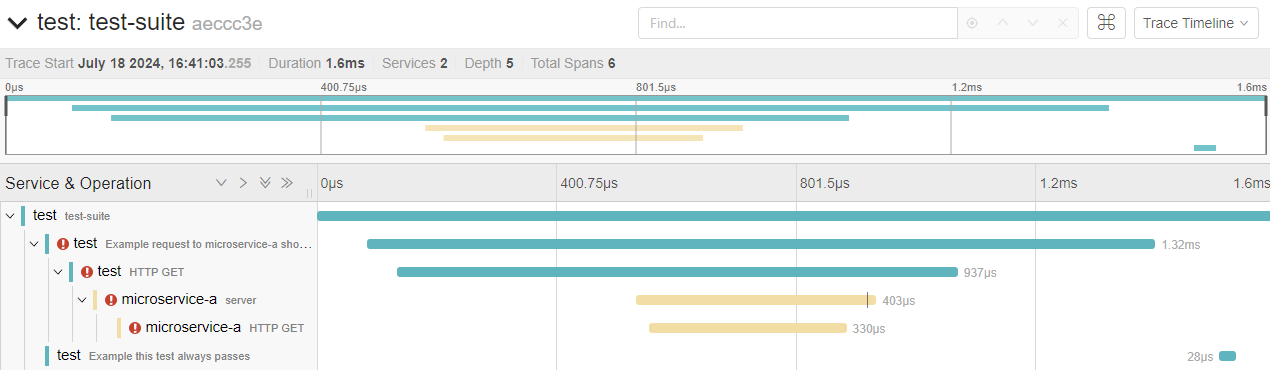 test: test-suite aeccc3e
Find...
Trace Timeline
Trace Start July 18 2024, 16:41:03.255 Duration 1.6ms Services 2 Depth 5 Total Spans 6
0μs 400.75μs 801.5μs 1.2ms 1.6ms
Service & Operation 0μs 400.75μs 801.5μs 1.2ms 1.6ms
test test-suite
test Example request to microservice-a sho... 1.32ms
test HTTP GET 937μs
microservice-a server 403μs
microservice-a HTTP GET 330μs
test Example this test always passes 28μs